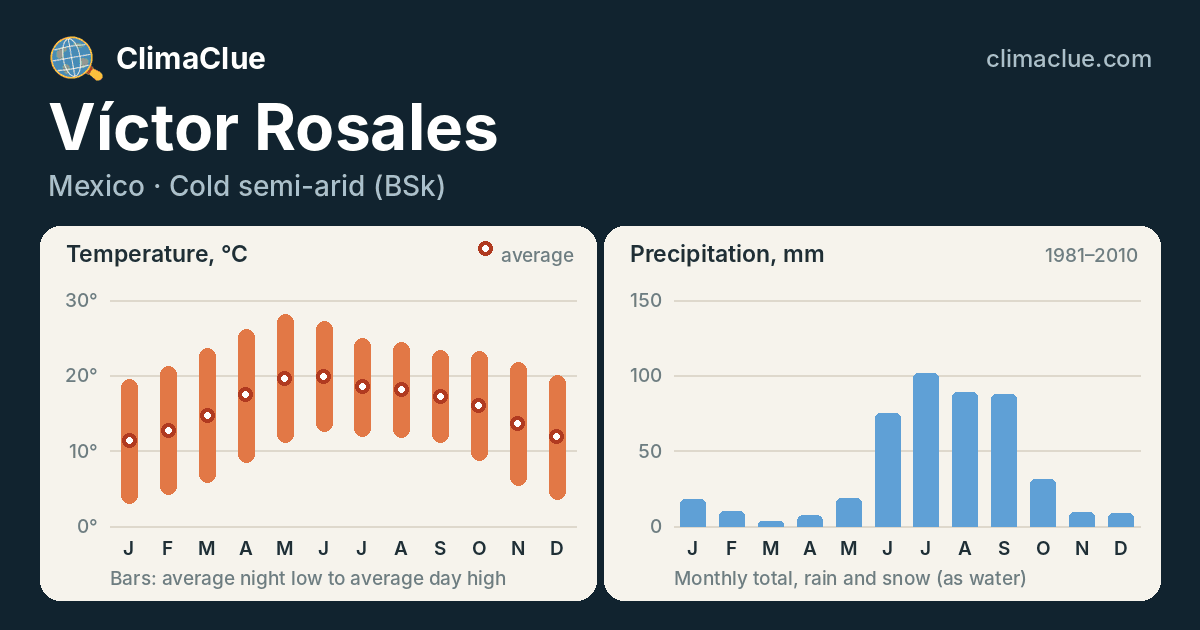 ClimaClue
climaclue.com
Víctor Rosales
Mexico · Cold semi-arid (BSk)
Temperature, °C
average
30°
20°
10°
0°
J F M A M J J A S O N D
Bars: average night low to average day high
Precipitation, mm
1981–2010
150
100
50
0
J F M A M J J A S O N D
Monthly total, rain and snow (as water)